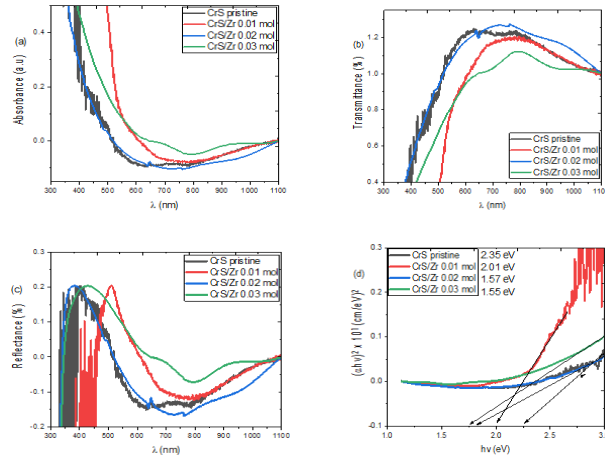 (a)
CrS pristine
CrS/Zr 0.01 mol
CrS/Zr 0.02 mol
CrS/Zr 0.03 mol
Absorbance (a.u)
0.4
0.2
0.0
300 400 500 600 700 800 900 1000 1100
λ (nm)
(b)
CrS pristine
CrS/Zr 0.01 mol
CrS/Zr 0.02 mol
CrS/Zr 0.03 mol
Transmittance (%)
1.2
1.0
0.8
0.6
0.4
300 400 500 600 700 800 900 1000 1100
λ (nm)
(c)
CrS pristine
CrS/Zr 0.01 mol
CrS/Zr 0.02 mol
CrS/Zr 0.03 mol
Reflectance (%)
0.3
0.2
0.1
0.0
-0.1
-0.2
300 400 500 600 700 800 900 1000 1100
λ (nm)
(d)
CrS pristine 2.35 eV
CrS/Zr 0.01 mol 2.01 eV
CrS/Zr 0.02 mol 1.57 eV
CrS/Zr 0.03 mol 1.55 eV
0.3
0.2
0.1
0.0
-0.1
1.0 1.5 2.0 2.5 3.0
hv (eV)